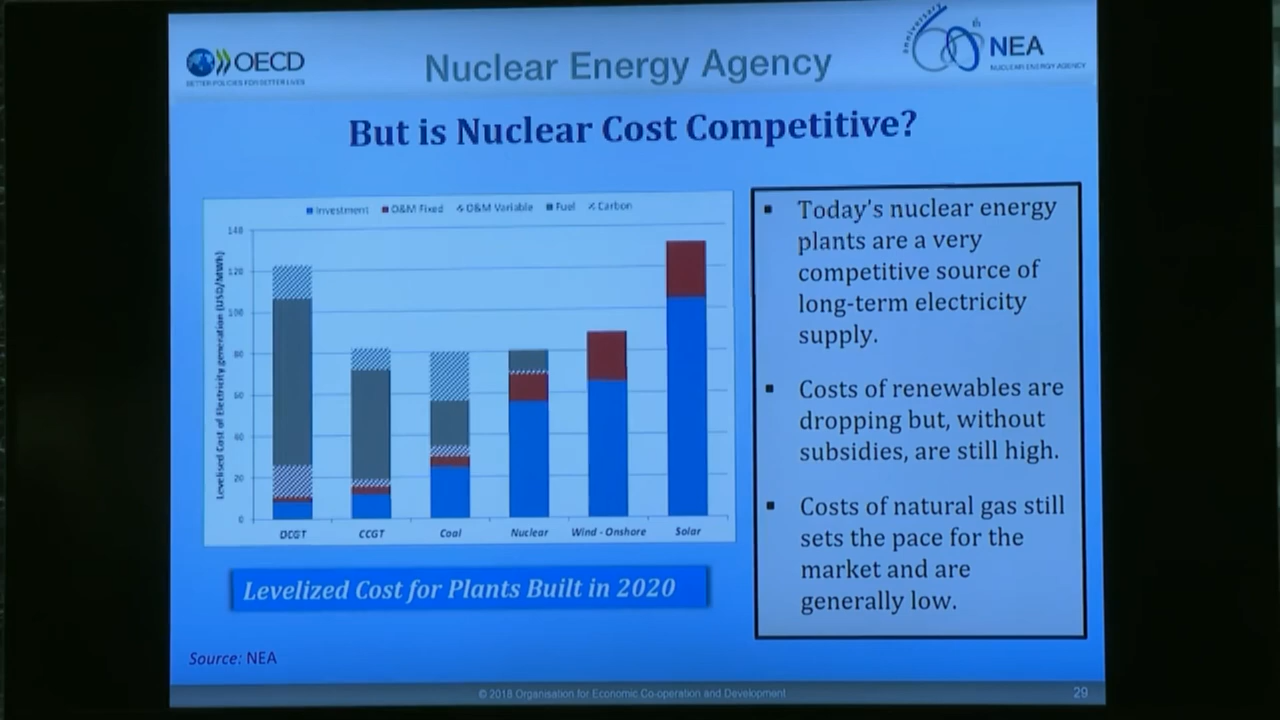 OECD
BETTER POLICIES FOR BETTER LIVES
Nuclear Energy Agency
anniversary
60th
NEA
NUCLEAR ENERGY AGENCY
But is Nuclear Cost Competitive?
Investment O&M Fixed O&M Variable Fuel Carbon
Levelised Cost of Electricity generation (USD/MWh)
140
120
100
80
60
40
20
0
OCGT CCGT Coal Nuclear Wind - Onshore Solar
Levelized Cost for Plants Built in 2020
▪ Today's nuclear energy
plants are a very
competitive source of
long-term electricity
supply.
▪ Costs of renewables are
dropping but, without
subsidies, are still high.
▪ Costs of natural gas still
sets the pace for the
market and are
generally low.
Source: NEA
© 2018 Organisation for Economic Co-operation and Development
29